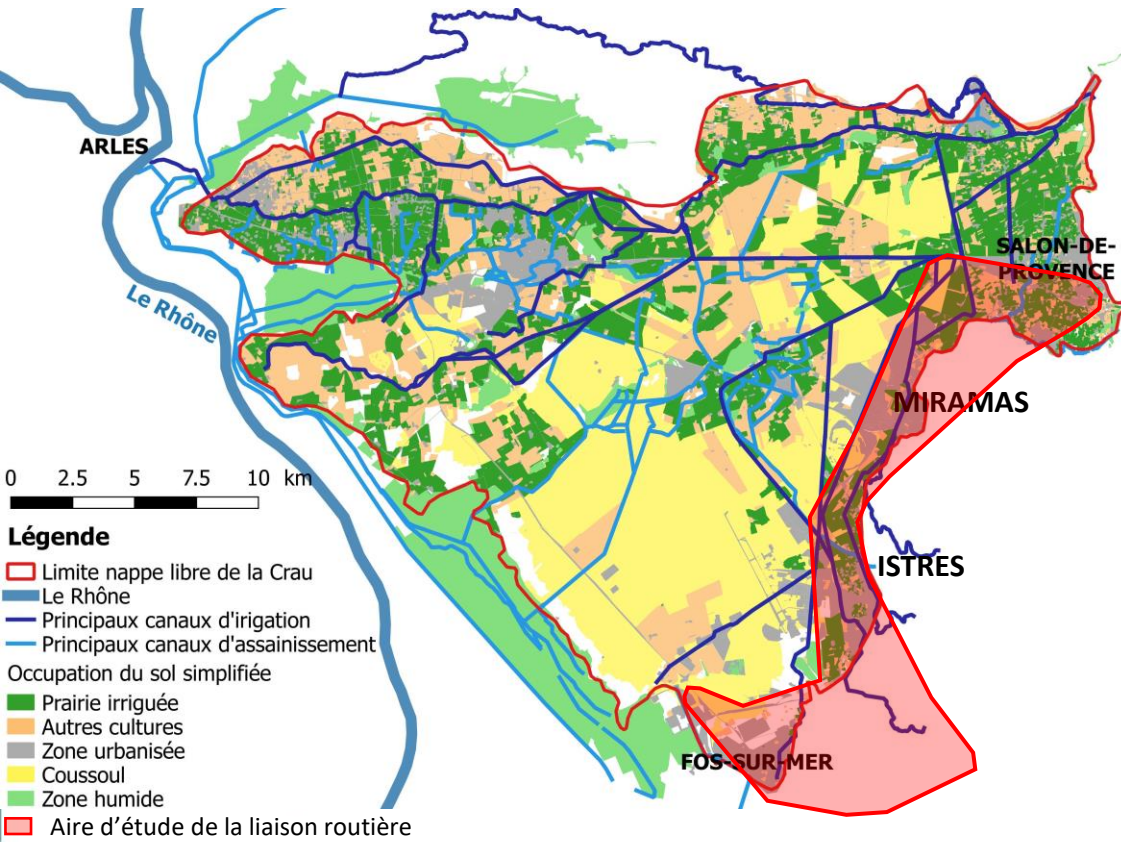 ARLES
SALON-DE-
PROVENCE
Le Rhône
MIRAMAS
ISTRES
FOS-SUR-MER
0 2.5 5 7.5 10 km
Légende
Limite nappe libre de la Crau
Le Rhône
Principaux canaux d'irigation
Principaux canaux d'assainissement
Occupation du sol simplifiée
Prairie irriguée
Autres cultures
Zone urbanisée
Coussoul
Zone humide
Aire d’étude de la liaison routière